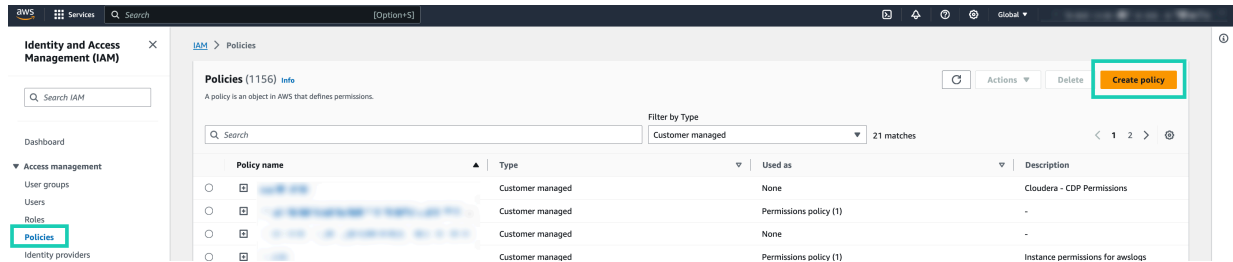 aws Services Search [Option+S] Global
Identity and Access Management (IAM)
Search IAM
Dashboard
Access management
User groups
Users
Roles
Policies
Identity providers
IAM > Policies
Policies (1156) Info
A policy is an object in AWS that defines permissions.
Actions Delete Create policy
Filter by Type
Search Customer managed 21 matches 1 2
Policy name Type Used as Description
Customer managed None Cloudera - CDP Permissions
Customer managed Permissions policy (1) -
Customer managed None -
Customer managed Permissions policy (1) Instance permissions for awslogs